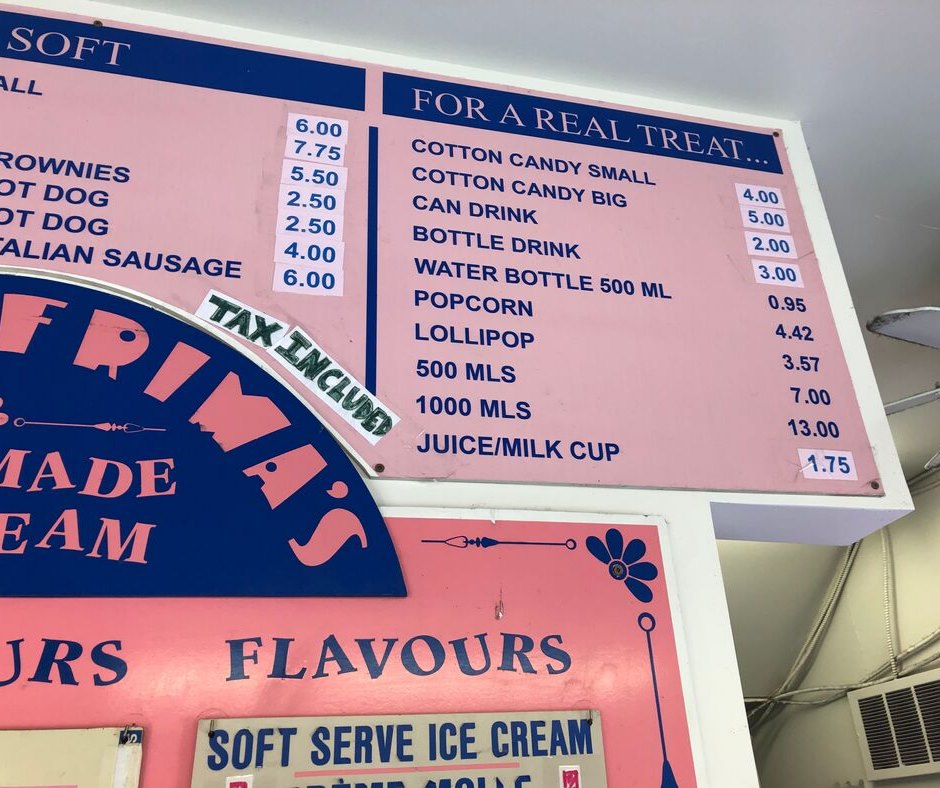 SOFT
ALL 6.00
7.75
5.50
ROWNIES 2.50
OT DOG 2.50
OT DOG 4.00
TALIAN SAUSAGE 6.00
TAX INCLUDED
FOR A REAL TREAT...
COTTON CANDY SMALL 4.00
COTTON CANDY BIG 5.00
CAN DRINK 2.00
BOTTLE DRINK 3.00
WATER BOTTLE 500 ML 0.95
POPCORN 4.42
LOLLIPOP 3.57
500 MLS 7.00
1000 MLS 13.00
JUICE/MILK CUP 1.75
FRIMA'S
MADE
EAM
URS
FLAVOURS
SOFT SERVE ICE CREAM
CRÈME MOLLE